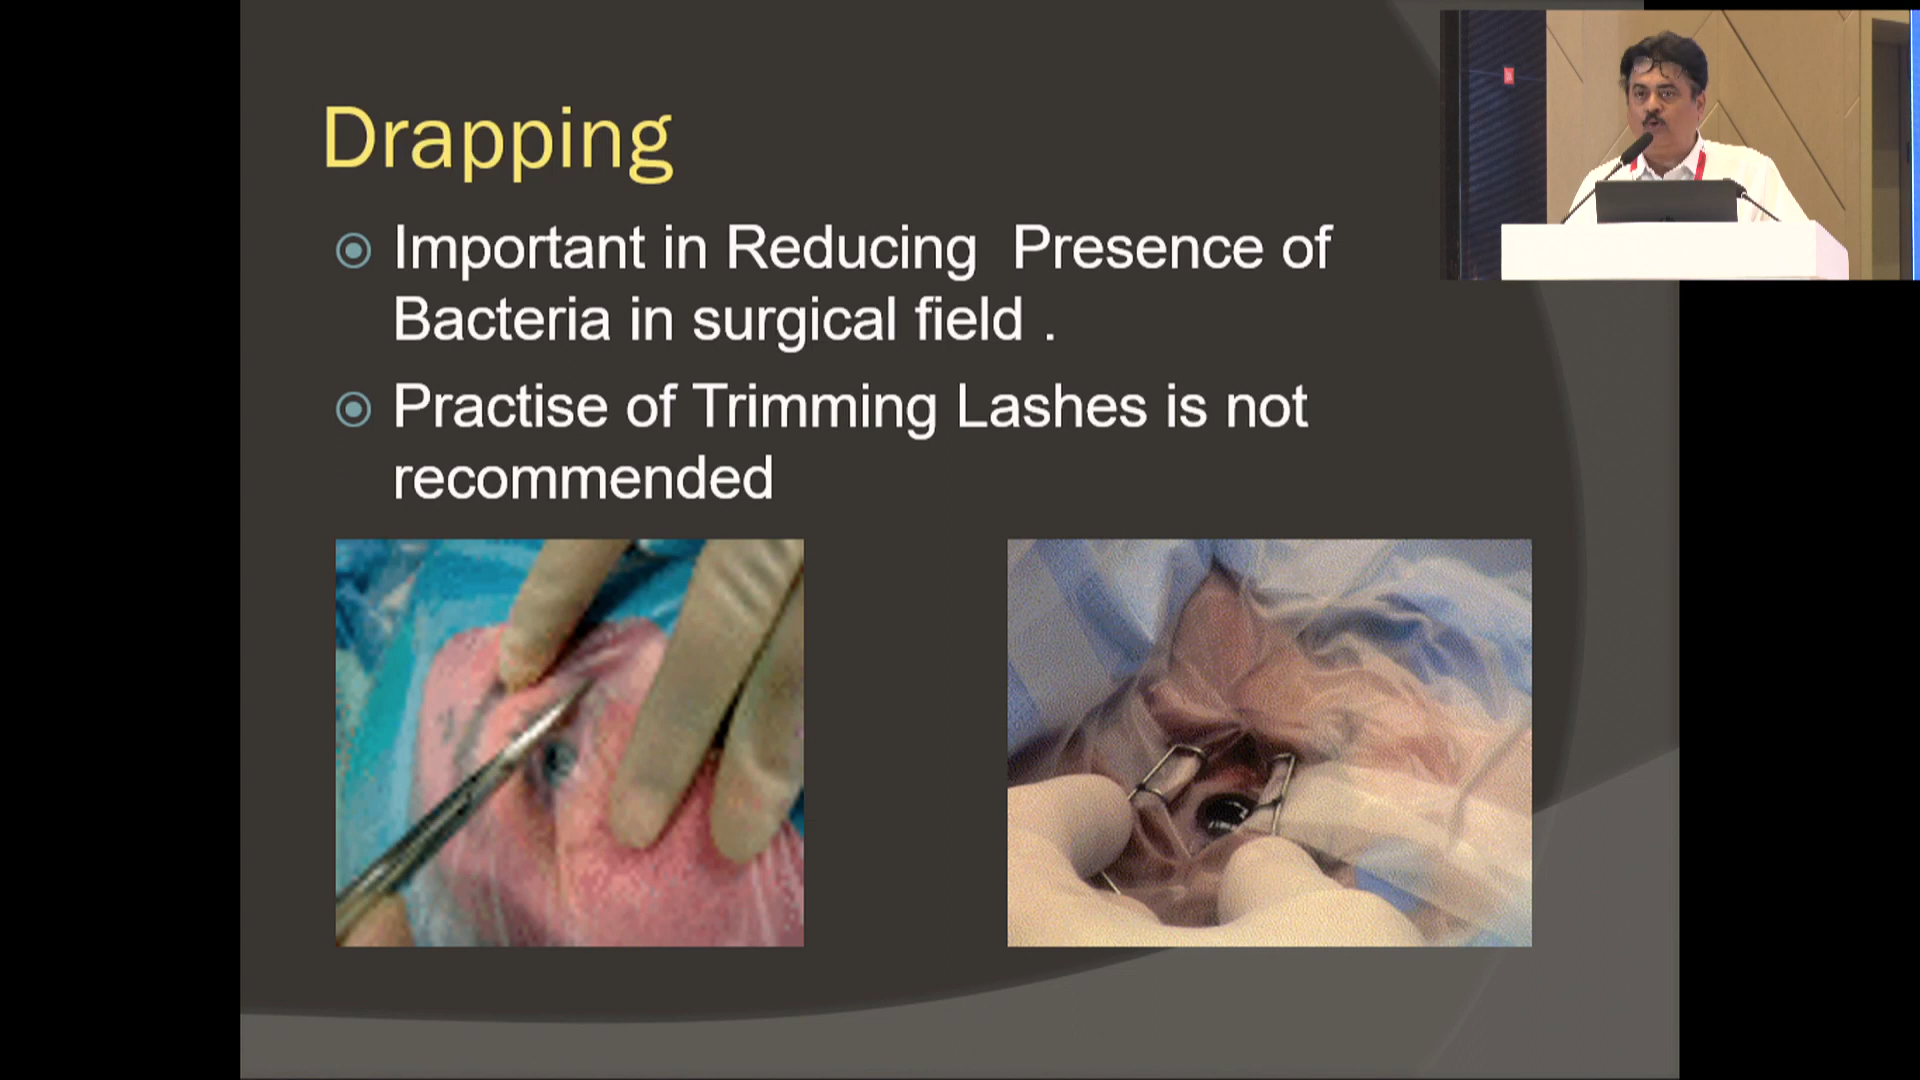 Drapping
Important in Reducing Presence of
Bacteria in surgical field .
Practise of Trimming Lashes is not
recommended